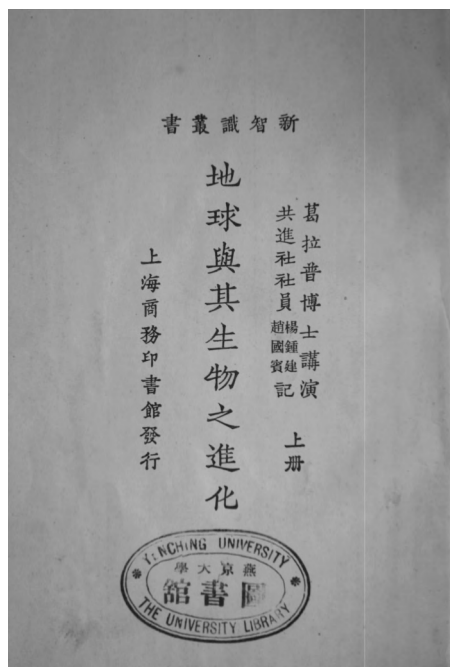 新智識叢書
葛拉普博士講演
共進社社員
楊鍾健
趙國賓
記
上册
地球與其生物之進化
上海商務印書館發行
YENCHING UNIVERSITY
燕京大學
圖書館
THE UNIVERSITY LIBRARY